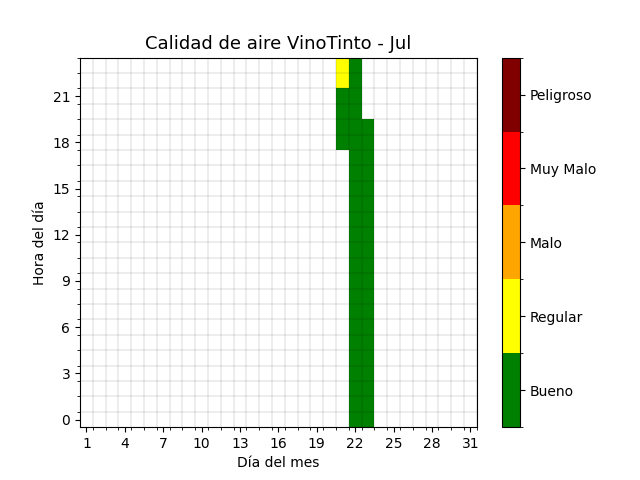 Calidad de aire VinoTinto - Jul
21
18
15
12
9
6
3
0
Hora del día
1 4 7 10 13 16 19 22 25 28 31
Día del mes
Peligroso
Muy Malo
Malo
Regular
Bueno